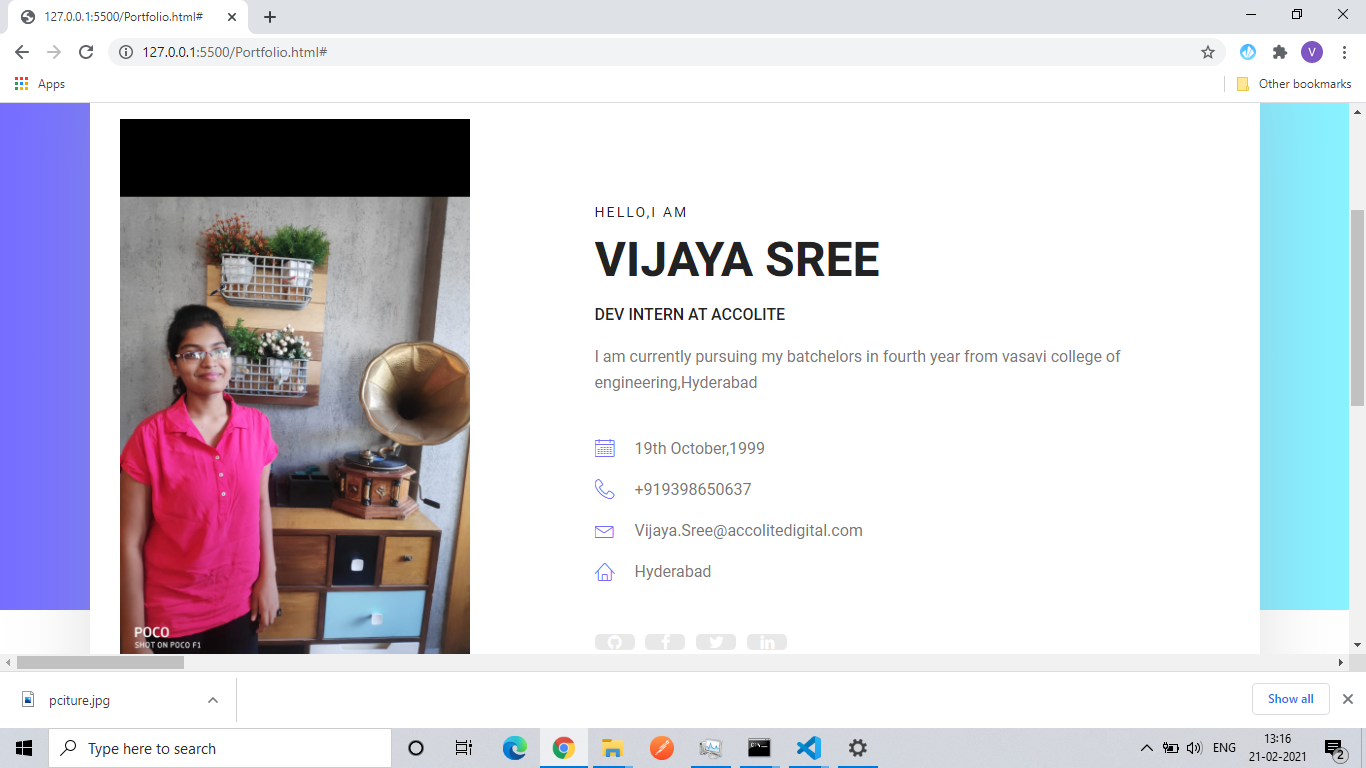 127.0.0.1:5500/Portfolio.html#
127.0.0.1:5500/Portfolio.html#
V
Apps
Other bookmarks
HELLO,I AM
VIJAYA SREE
DEV INTERN AT ACCOLITE
I am currently pursuing my batchelors in fourth year from vasavi college of
engineering,Hyderabad
19th October,1999
+919398650637
Vijaya.Sree@accolitedigital.com
Hyderabad
POCO
SHOT ON POCO F1
pciture.jpg
Show all
Type here to search
ENG
13:16
21-02-2021
2